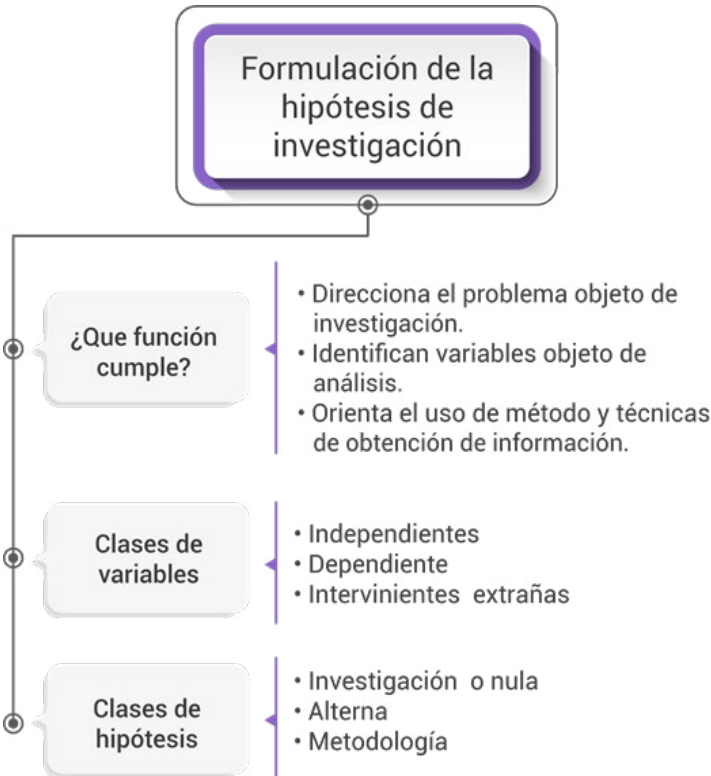 Formulación de la
hipótesis de
investigación
¿Que función
cumple?
• Direcciona el problema objeto de
investigación.
• Identifican variables objeto de
análisis.
• Orienta el uso de método y técnicas
de obtención de información.
Clases de
variables
• Independientes
• Dependiente
• Intervinientes extrañas
Clases de
hipótesis
• Investigación o nula
• Alterna
• Metodología